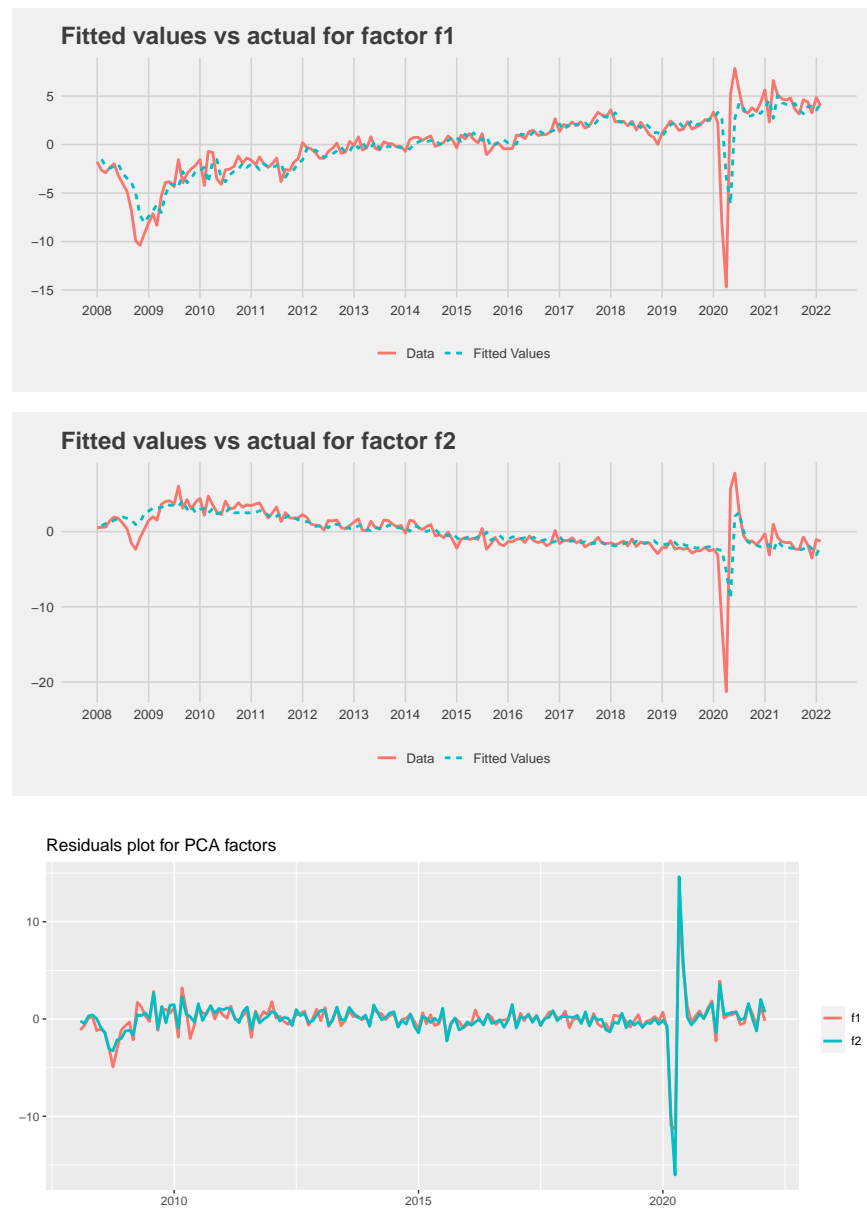 Fitted values vs actual for factor f1
5
0
−5
−10
−15
2008 2009 2010 2011 2012 2013 2014 2015 2016 2017 2018 2019 2020 2021 2022
Data Fitted Values
Fitted values vs actual for factor f2
0
−10
−20
2008 2009 2010 2011 2012 2013 2014 2015 2016 2017 2018 2019 2020 2021 2022
Data Fitted Values
Residuals plot for PCA factors
10
0
−10
2010 2015 2020
f1
f2